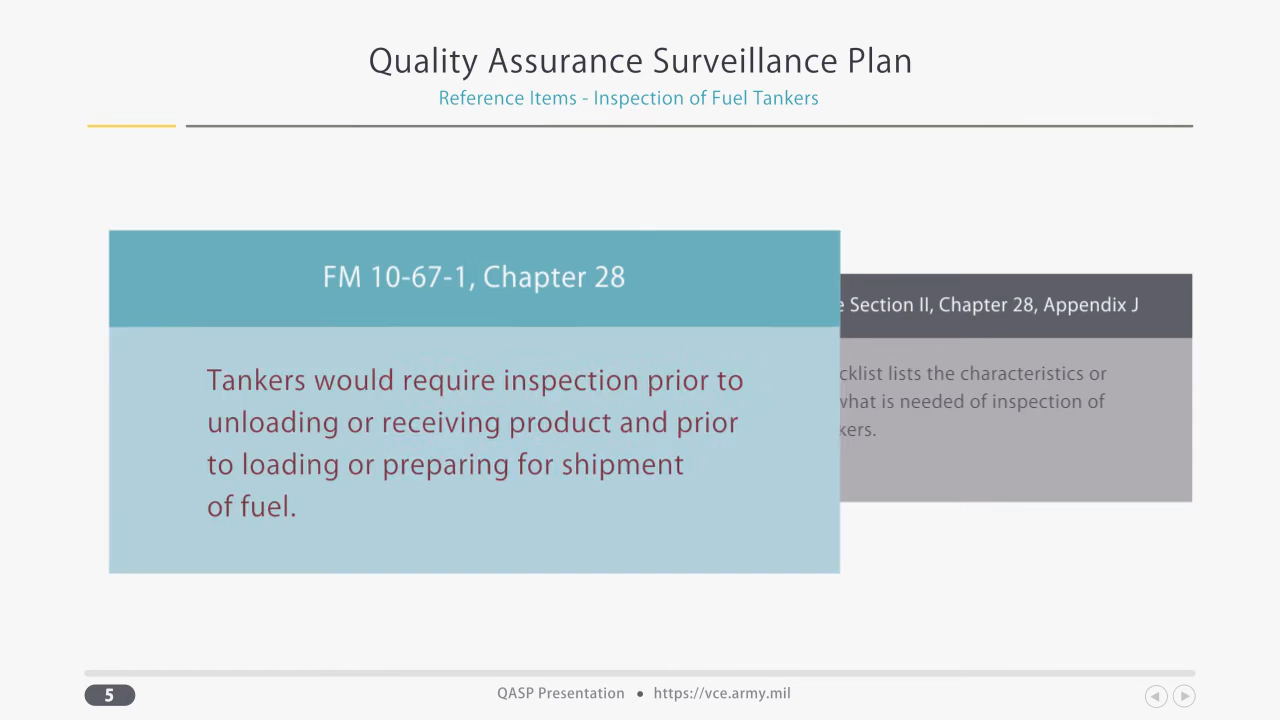 Quality Assurance Surveillance Plan
Reference Items - Inspection of Fuel Tankers
FM 10-67-1, Chapter 28
Tankers would require inspection prior to
unloading or receiving product and prior
to loading or preparing for shipment
of fuel.
Section II, Chapter 28, Appendix J
lists the characteristics or
what is needed of inspection of
5
QASP Presentation • https://vce.army.mil